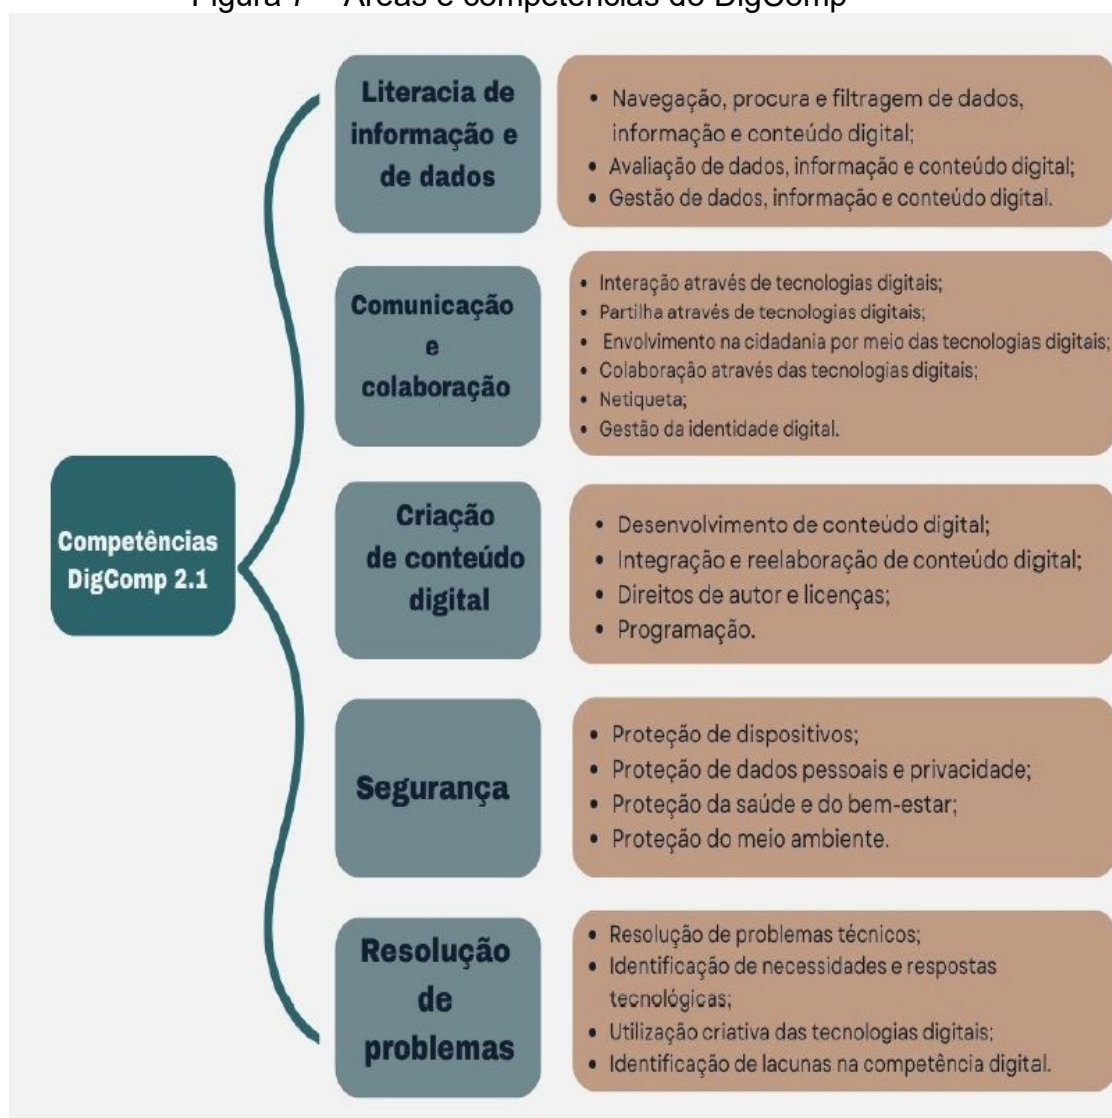 Figura 7 – Áreas e competências do DigComp
Literacia de
informação e
de dados
• Navegação, procura e filtragem de dados,
informação e conteúdo digital;
• Avaliação de dados, informação e conteúdo digital;
• Gestão de dados, informação e conteúdo digital.
Comunicação
e
colaboração
• Interação através de tecnologias digitais;
• Partilha através de tecnologias digitais;
• Envolvimento na cidadania por meio das tecnologias digitais;
• Colaboração através das tecnologias digitais;
• Netiqueta;
• Gestão da identidade digital.
Competências
DigComp 2.1
Criação
de conteúdo
digital
• Desenvolvimento de conteúdo digital;
• Integração e reelaboração de conteúdo digital;
• Direitos de autor e licenças;
• Programação.
Segurança
• Proteção de dispositivos;
• Proteção de dados pessoais e privacidade;
• Proteção da saúde e do bem-estar;
• Proteção do meio ambiente.
Resolução
de
problemas
• Resolução de problemas técnicos;
• Identificação de necessidades e respostas
tecnológicas;
• Utilização criativa das tecnologias digitais;
• Identificação de lacunas na competência digital.